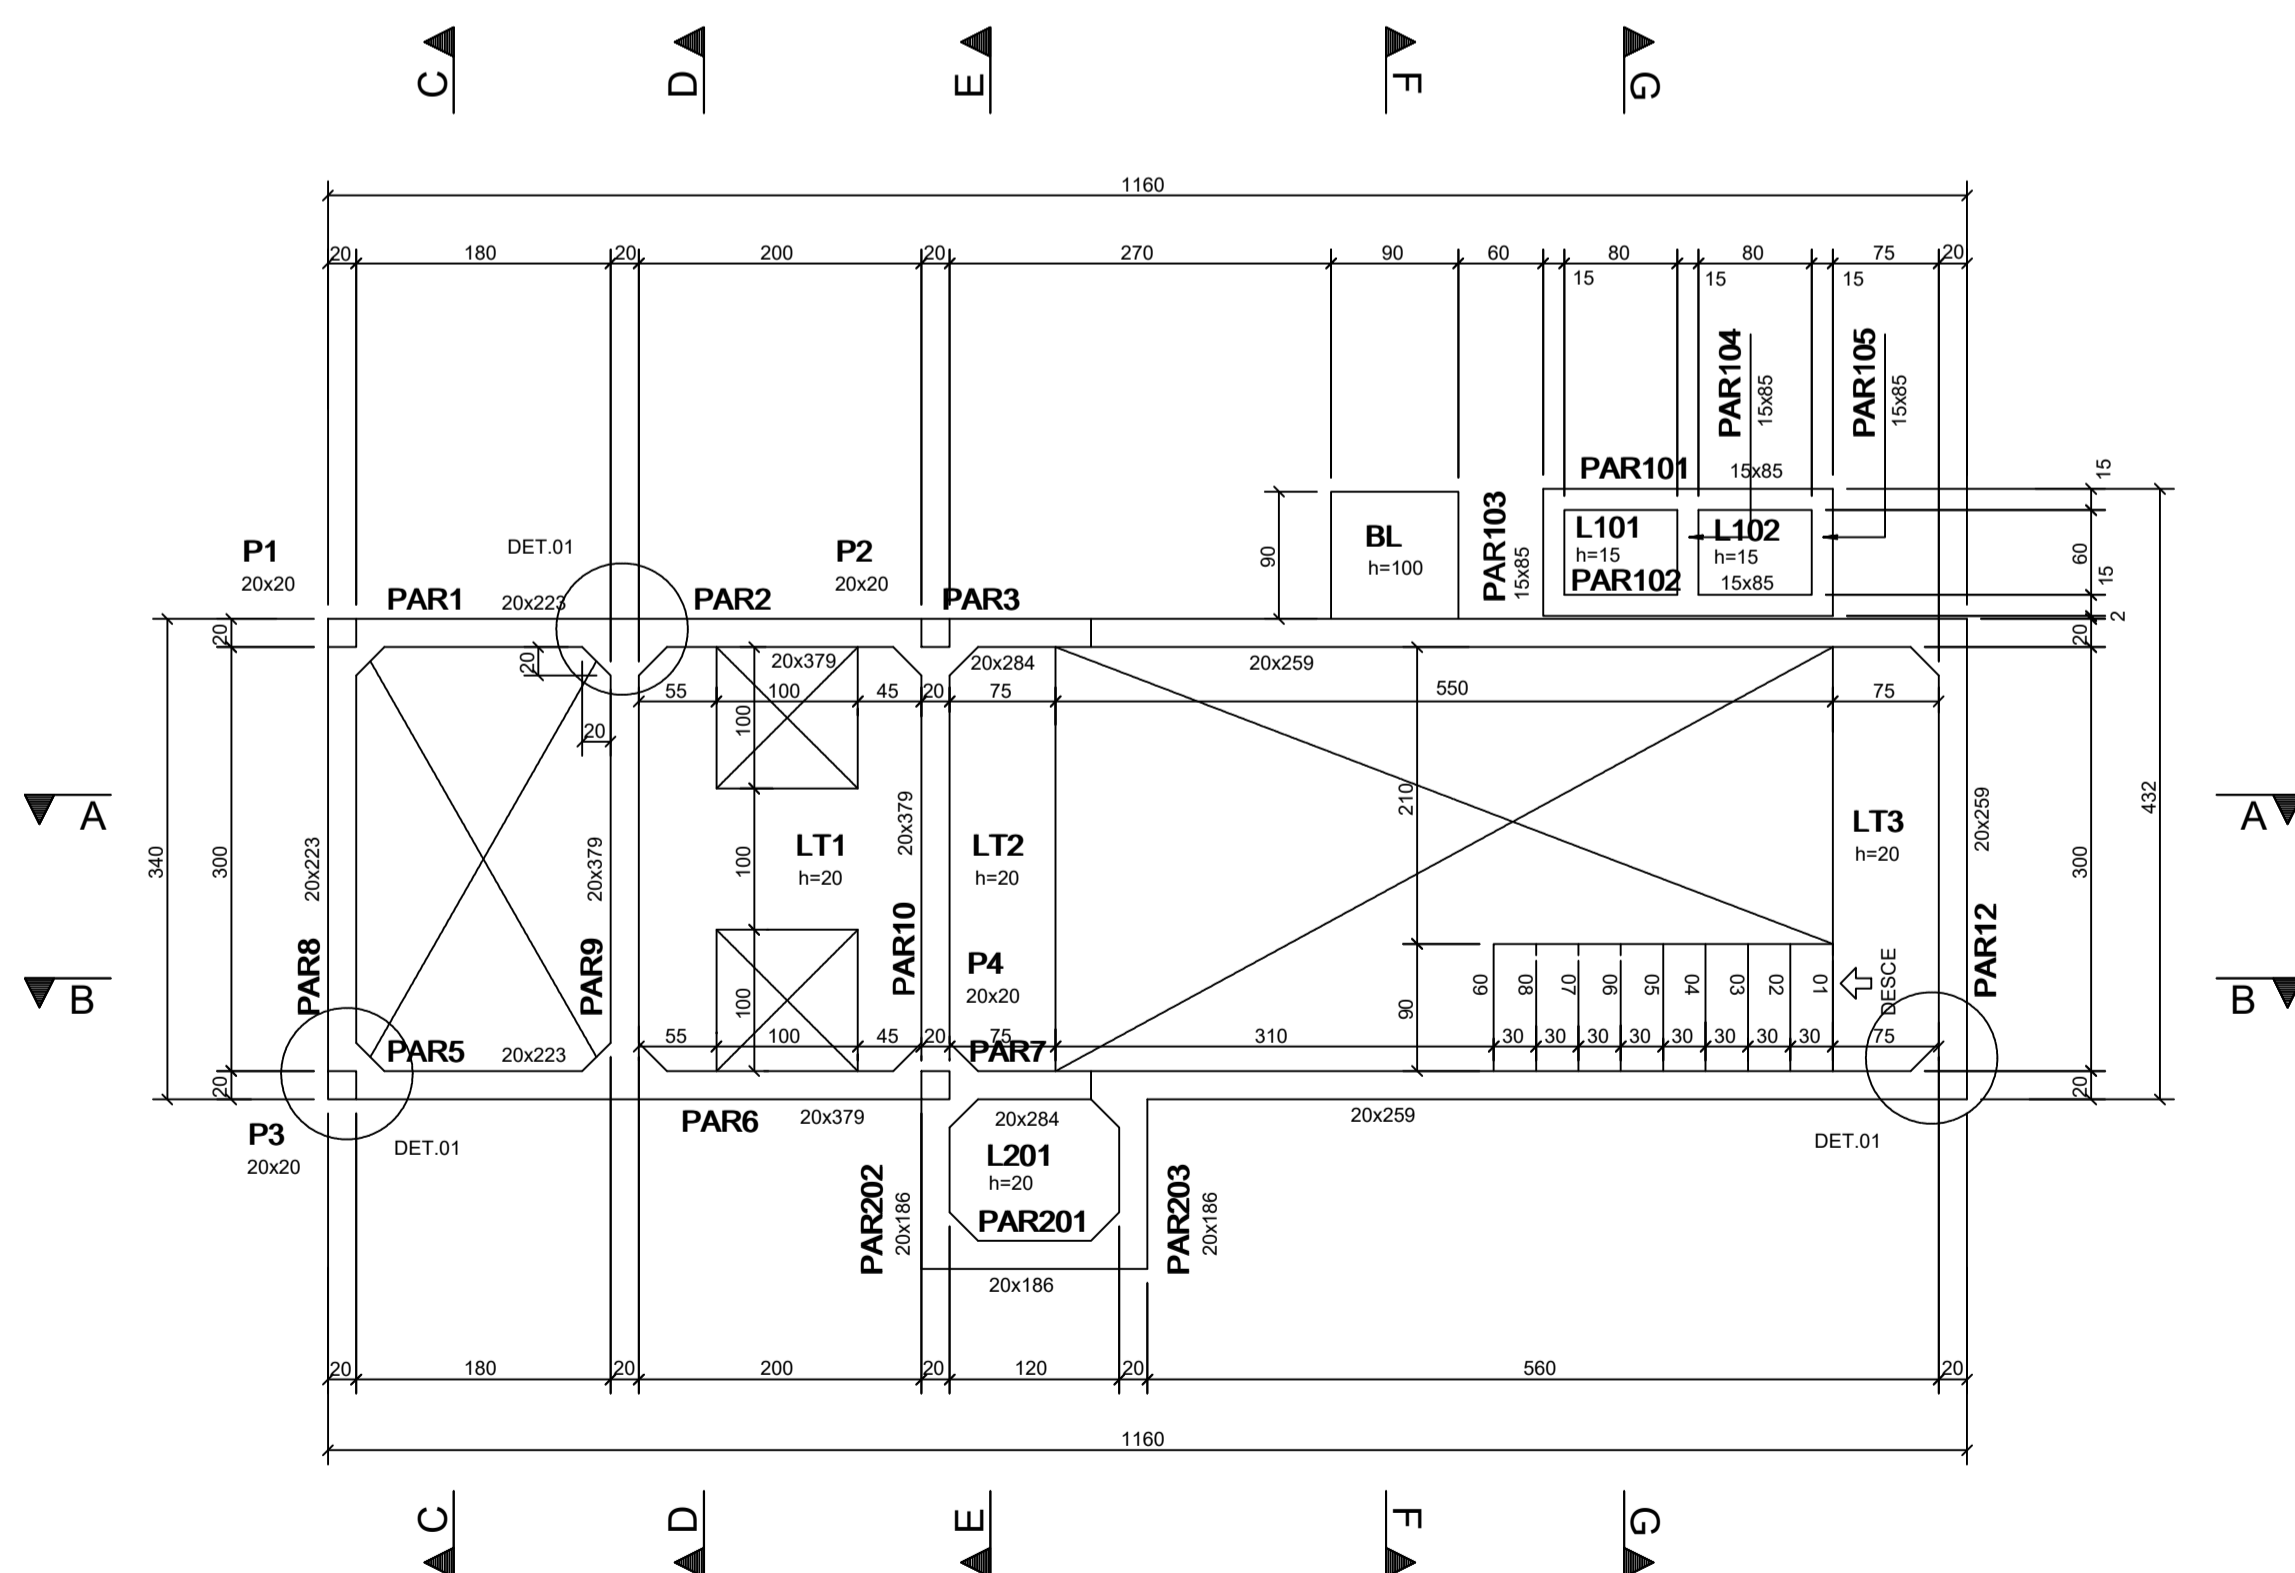 C
D
E
F
G
1160
20
180
20
200
20
270
90
60
80
80
75
20
15
15
15
PAR104
15x85
PAR105
15x85
PAR101
15x85
15
P1
20x20
DET.01
P2
20x20
90
BL
h=100
PAR103
15x85
L101
h=15
L102
h=15
PAR102
15x85
60
15
2
PAR1
20x223
PAR2
PAR3
20
20
20
20x379
20x284
20x259
55
100
45
20
75
550
75
100
20
A
340
300
20x223
20x379
100
LT1
h=20
20x379
LT2
h=20
210
LT3
h=20
20x259
300
432
A
B
PAR8
PAR9
PAR10
P4
20x20
100
90
09
08
07
06
05
04
03
02
01
DESCE
PAR12
B
55
100
45
20
75
310
30
30
30
30
30
30
30
30
75
PAR5
20x223
PAR7
20
20
P3
20x20
DET.01
PAR6
20x379
20x284
20x259
DET.01
L201
h=20
PAR202
20x186
PAR201
PAR203
20x186
20x186
20
180
20
200
20
120
20
560
20
1160
C
D
E
F
G